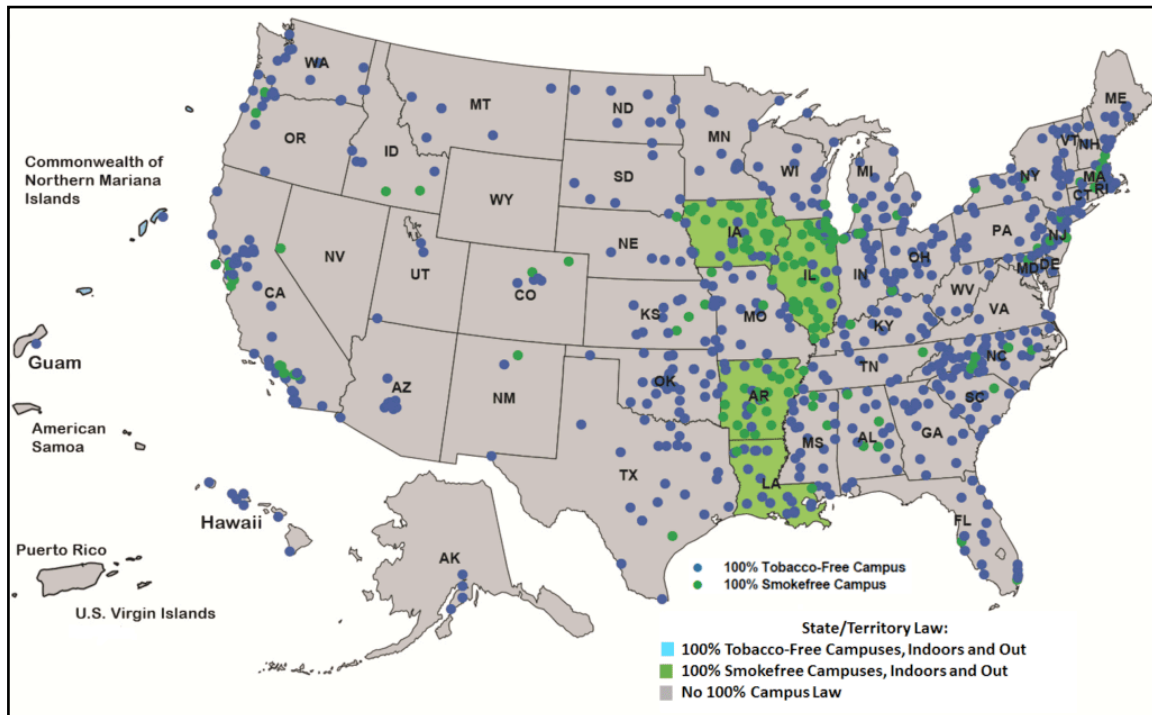 WA
MT
ND
MN
ME
OR
ID
SD
WI
MI
VT
NH
NY
MA
RI
CT
Commonwealth of
Northern Mariana
Islands
WY
IA
NE
PA
NJ
NV
UT
CO
IL
IN
OH
MD
DE
WV
CA
KS
MO
KY
VA
Guam
AZ
NM
OK
TN
NC
AR
SC
American
Samoa
MS
AL
GA
TX
LA
Hawaii
FL
Puerto Rico
AK
U.S. Virgin Islands
100% Tobacco-Free Campus
100% Smokefree Campus
State/Territory Law:
100% Tobacco-Free Campuses, Indoors and Out
100% Smokefree Campuses, Indoors and Out
No 100% Campus Law